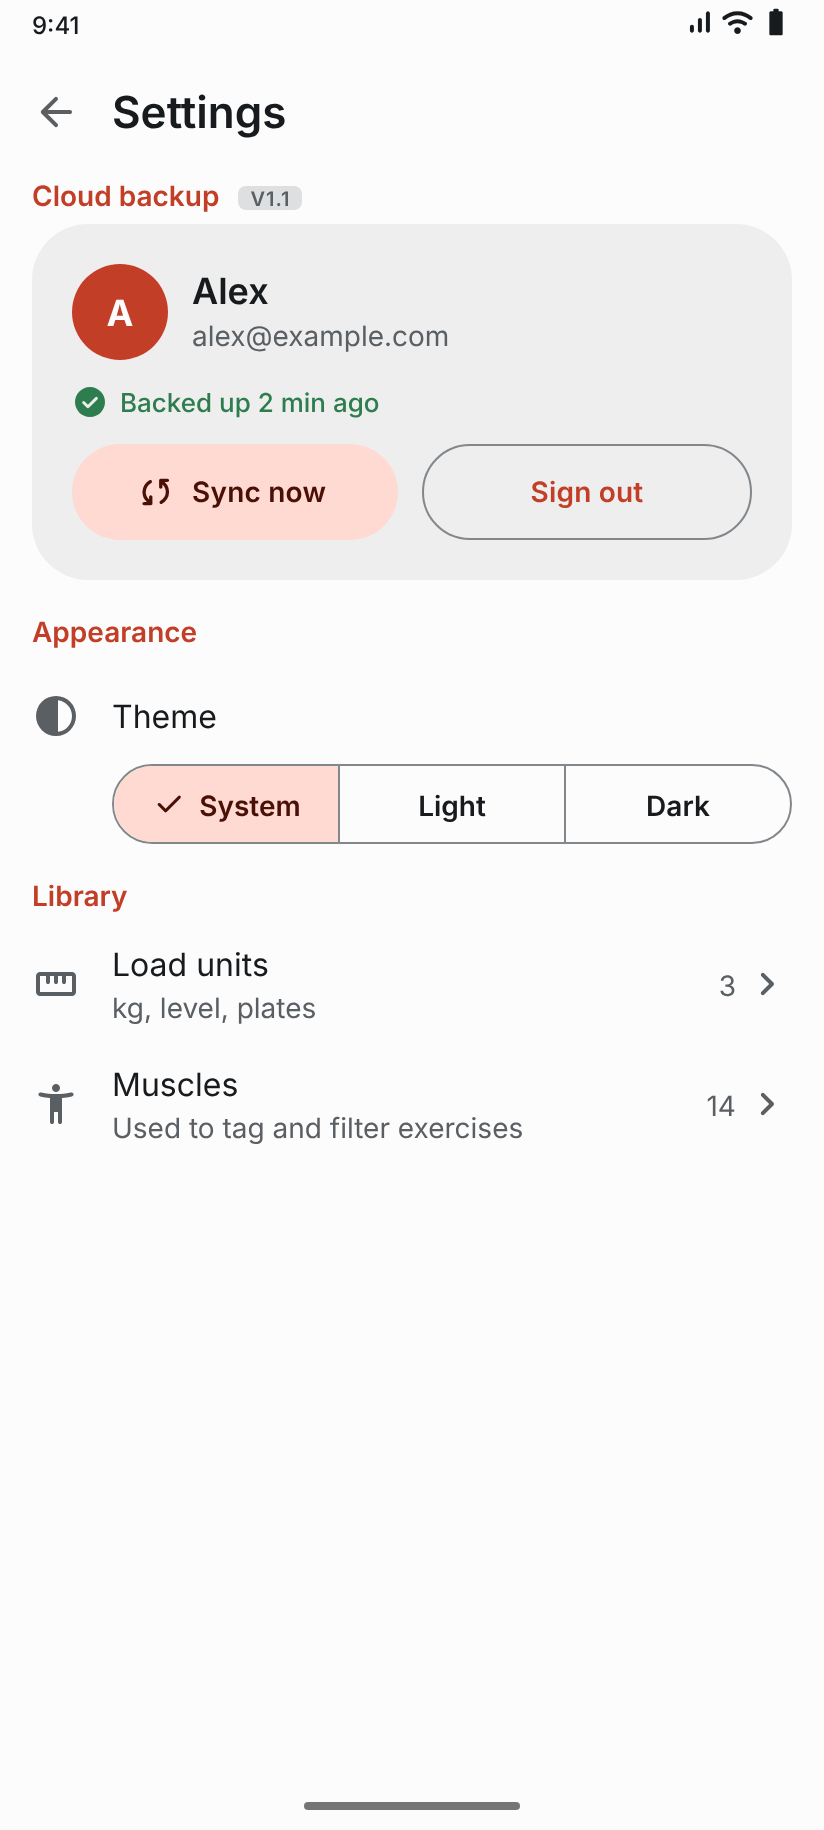 9:41
Settings
Cloud backup V1.1
A
Alex
alex@example.com
Backed up 2 min ago
Sync now
Sign out
Appearance
Theme
System
Light
Dark
Library
Load units
kg, level, plates
3
Muscles
Used to tag and filter exercises
14